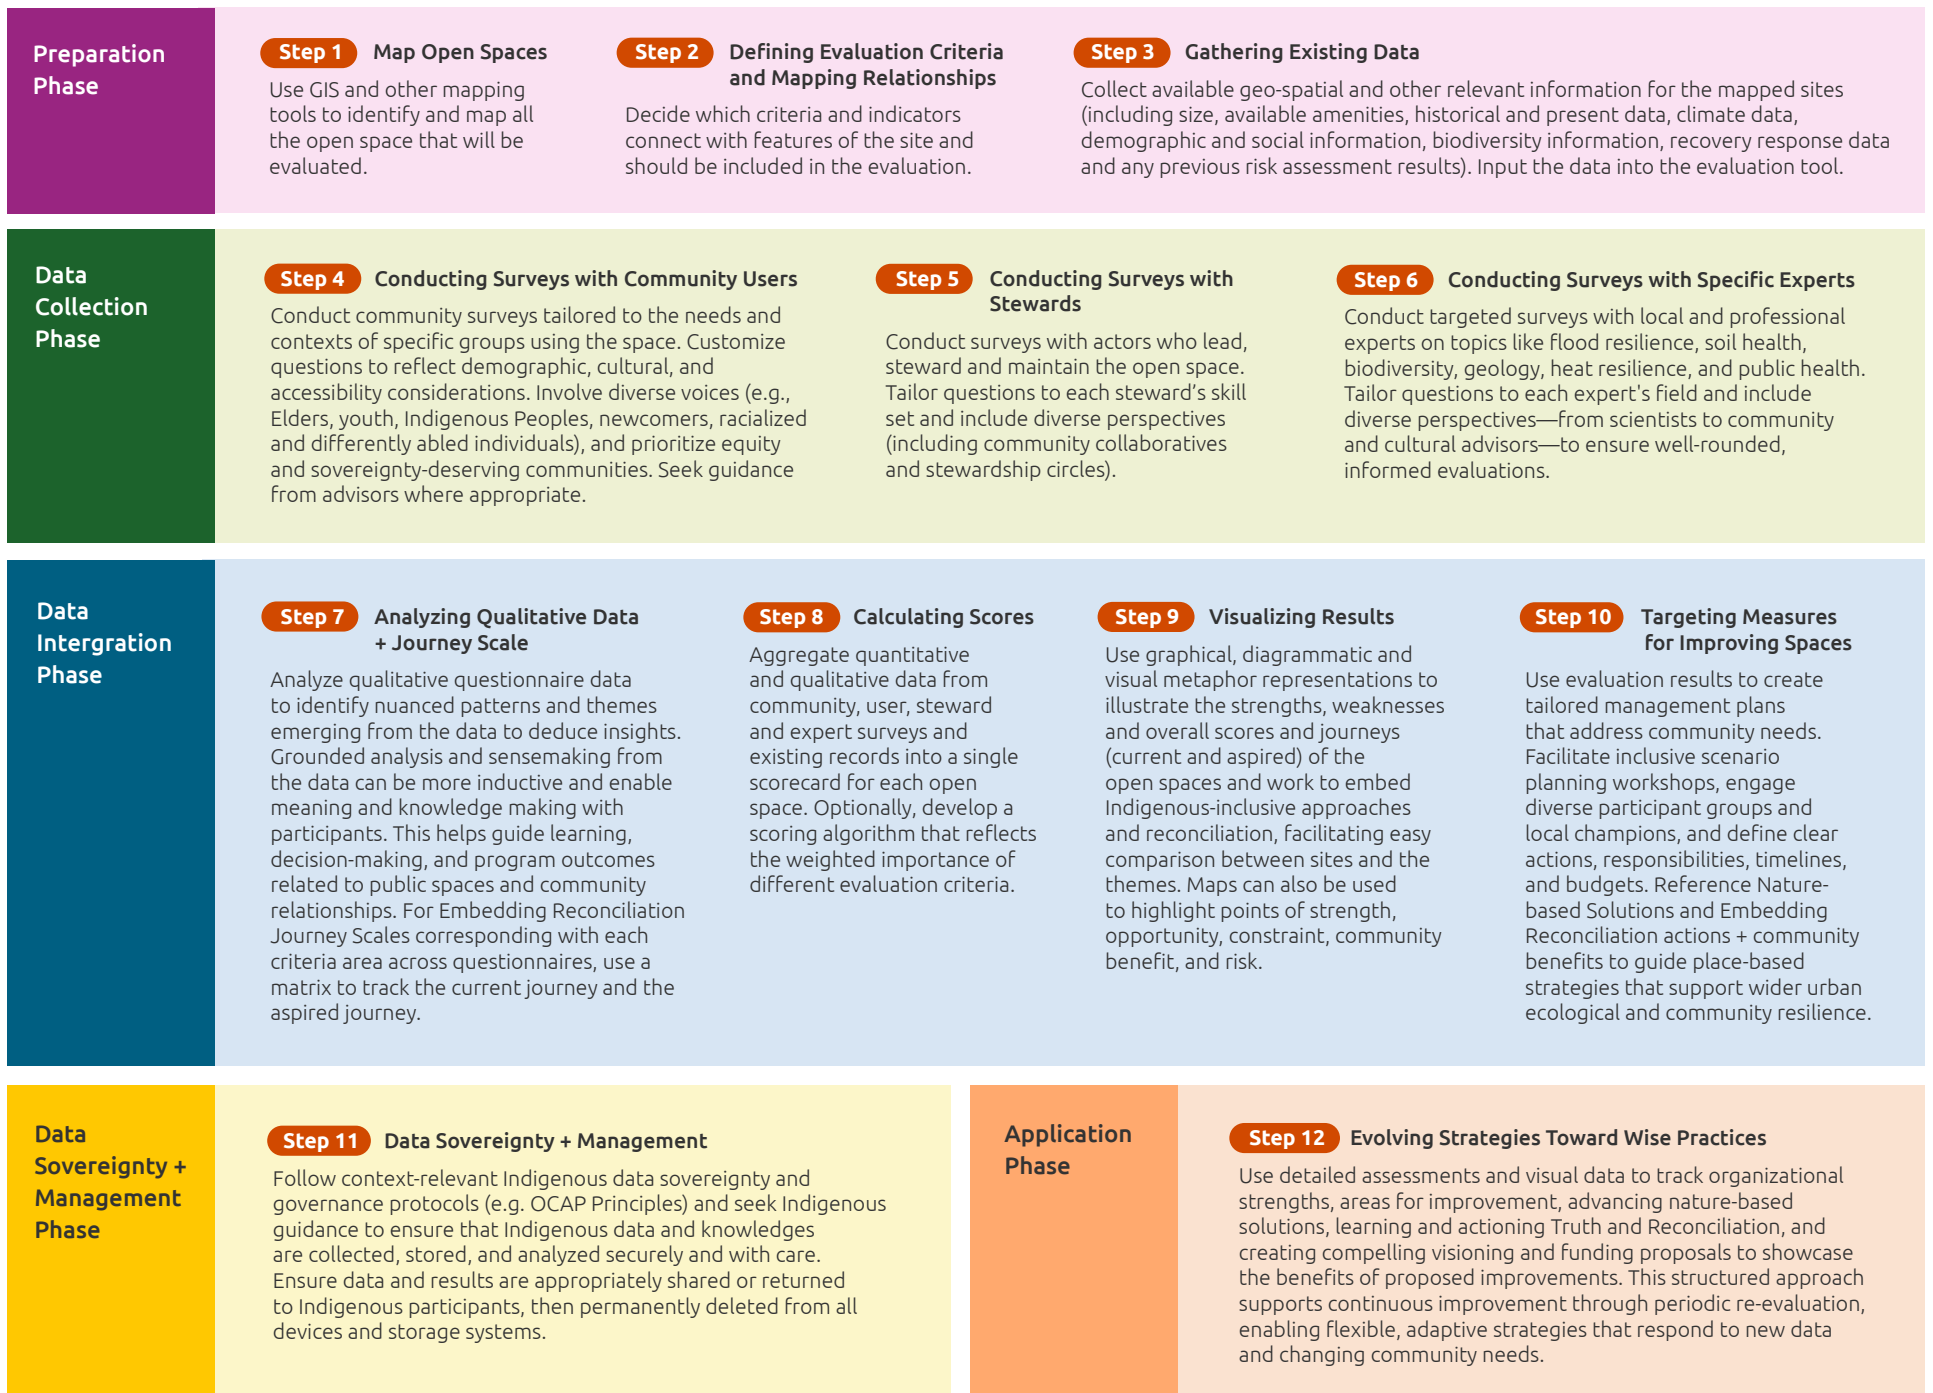 Preparation
Phase
Step 1 Map Open Spaces
Use GIS and other mapping
tools to identify and map all
the open space that will be
evaluated.
Step 2 Defining Evaluation Criteria
and Mapping Relationships
Decide which criteria and indicators
connect with features of the site and
should be included in the evaluation.
Step 3 Gathering Existing Data
Collect available geo-spatial and other relevant information for the mapped sites
(including size, available amenities, historical and present data, climate data,
demographic and social information, biodiversity information, recovery response data
and any previous risk assessment results). Input the data into the evaluation tool.
Data
Collection
Phase
Step 4 Conducting Surveys with Community Users
Conduct community surveys tailored to the needs and
contexts of specific groups using the space. Customize
questions to reflect demographic, cultural, and
accessibility considerations. Involve diverse voices (e.g.,
Elders, youth, Indigenous Peoples, newcomers, racialized
and differently abled individuals), and prioritize equity
and sovereignty-deserving communities. Seek guidance
from advisors where appropriate.
Step 5 Conducting Surveys with
Stewards
Conduct surveys with actors who lead,
steward and maintain the open space.
Tailor questions to each steward’s skill
set and include diverse perspectives
(including community collaboratives
and stewardship circles).
Step 6 Conducting Surveys with Specific Experts
Conduct targeted surveys with local and professional
experts on topics like flood resilience, soil health,
biodiversity, geology, heat resilience, and public health.
Tailor questions to each expert's field and include
diverse perspectives—from scientists to community
and cultural advisors—to ensure well-rounded,
informed evaluations.
Data
Intergration
Phase
Step 7 Analyzing Qualitative Data
+ Journey Scale
Analyze qualitative questionnaire data
to identify nuanced patterns and themes
emerging from the data to deduce insights.
Grounded analysis and sensemaking from
the data can be more inductive and enable
meaning and knowledge making with
participants. This helps guide learning,
decision-making, and program outcomes
related to public spaces and community
relationships. For Embedding Reconciliation
Journey Scales corresponding with each
criteria area across questionnaires, use a
matrix to track the current journey and the
aspired journey.
Step 8 Calculating Scores
Aggregate quantitative
and qualitative data from
community, user, steward
and expert surveys and
existing records into a single
scorecard for each open
space. Optionally, develop a
scoring algorithm that reflects
the weighted importance of
different evaluation criteria.
Step 9 Visualizing Results
Use graphical, diagrammatic and
visual metaphor representations to
illustrate the strengths, weaknesses
and overall scores and journeys
(current and aspired) of the
open spaces and work to embed
Indigenous-inclusive approaches
and reconciliation, facilitating easy
comparison between sites and the
themes. Maps can also be used
to highlight points of strength,
opportunity, constraint, community
benefit, and risk.
Step 10 Targeting Measures
for Improving Spaces
Use evaluation results to create
tailored management plans
that address community needs.
Facilitate inclusive scenario
planning workshops, engage
diverse participant groups and
local champions, and define clear
actions, responsibilities, timelines,
and budgets. Reference Nature-
based Solutions and Embedding
Reconciliation actions + community
benefits to guide place-based
strategies that support wider urban
ecological and community resilience.
Data
Sovereignty +
Management
Phase
Step 11 Data Sovereignty + Management
Follow context-relevant Indigenous data sovereignty and
governance protocols (e.g. OCAP Principles) and seek Indigenous
guidance to ensure that Indigenous data and knowledges
are collected, stored, and analyzed securely and with care.
Ensure data and results are appropriately shared or returned
to Indigenous participants, then permanently deleted from all
devices and storage systems.
Application
Phase
Step 12 Evolving Strategies Toward Wise Practices
Use detailed assessments and visual data to track organizational
strengths, areas for improvement, advancing nature-based
solutions, learning and actioning Truth and Reconciliation, and
creating compelling visioning and funding proposals to showcase
the benefits of proposed improvements. This structured approach
supports continuous improvement through periodic re-evaluation,
enabling flexible, adaptive strategies that respond to new data
and changing community needs.